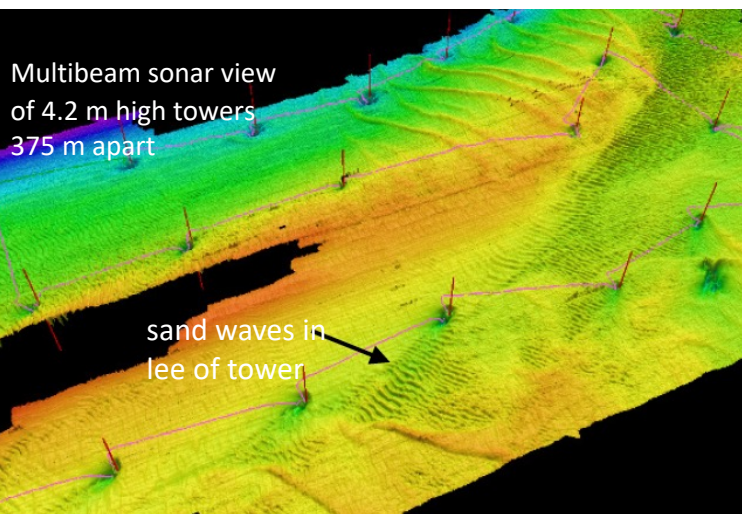 Multibeam sonar view
of 4.2 m high towers
375 m apart
sand waves in
lee of tower